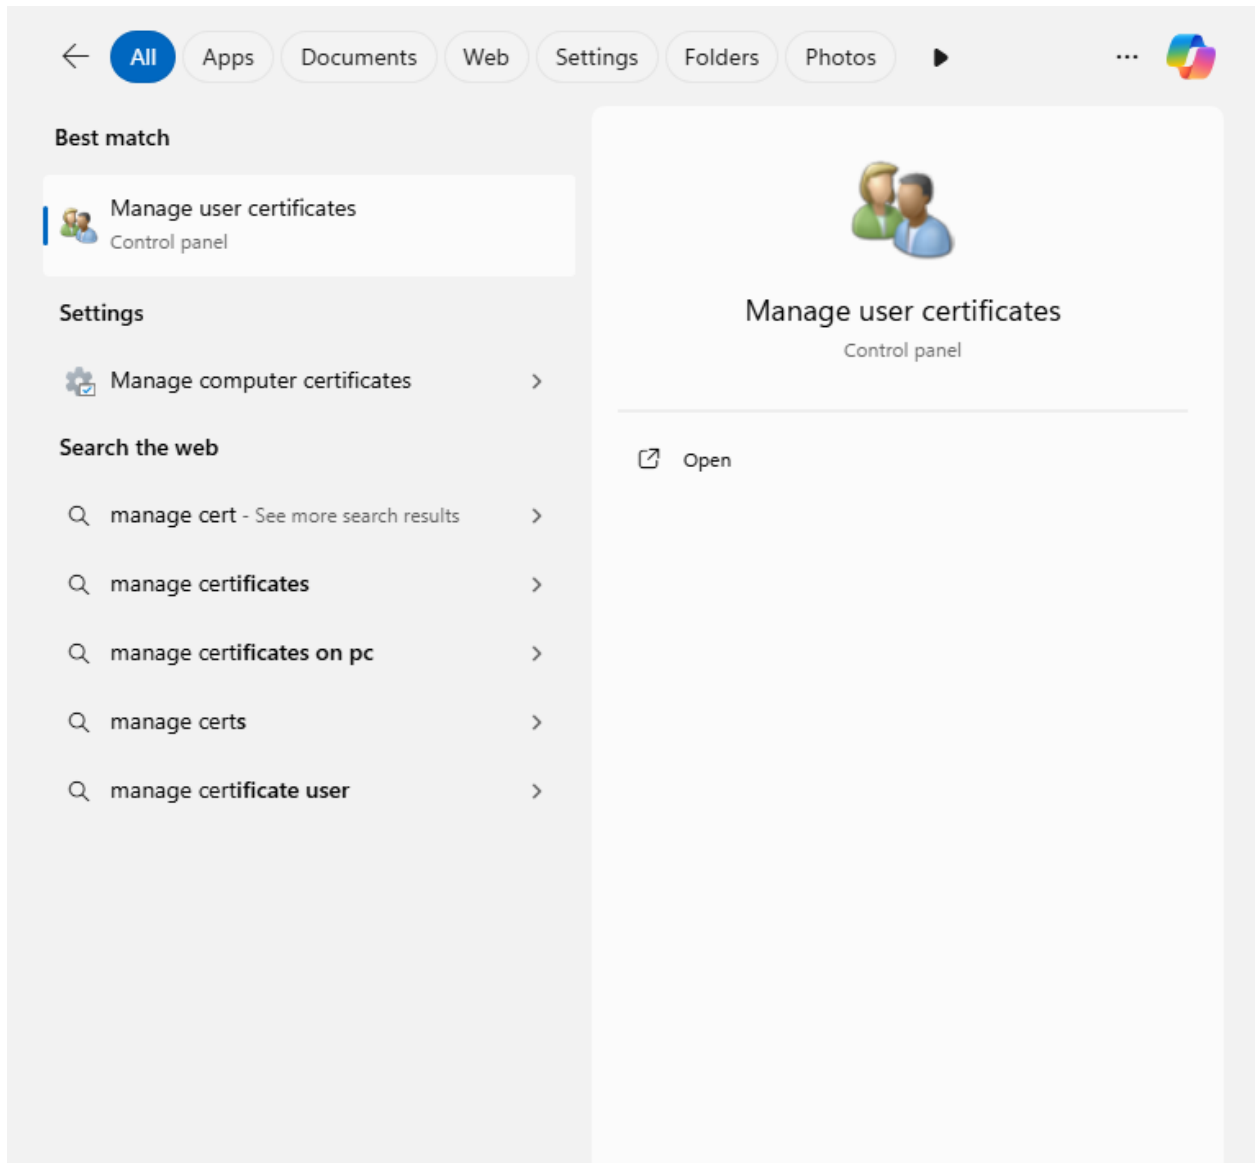 All Apps Documents Web Settings Folders Photos
Best match
Manage user certificates
Control panel
Settings
Manage computer certificates
Search the web
manage cert - See more search results
manage certificates
manage certificates on pc
manage certs
manage certificate user
Manage user certificates
Control panel
Open